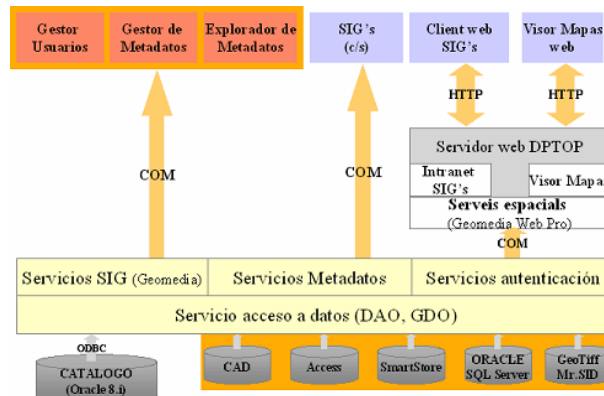 Gestor
Usuarios
Gestor de
Metadatos
Explorador de
Metadatos
SIG's
(c/s)
Client web
SIG's
Visor Mapas
web
HTTP
HTTP
Servidor web DPTOP
Intranet
SIG's
Visor Mapas
Serveis espacials
(Geomedia Web Pro)
COM
COM
COM
Servicios SIG (Geomedia)
Servicios Metadatos
Servicios autenticación
Servicio acceso a datos (DAO, GDO)
ODBC
CATALOGO
(Oracle 8.i)
CAD
Access
SmartStore
ORACLE
SQL Server
GeoTiff
Mr.SID